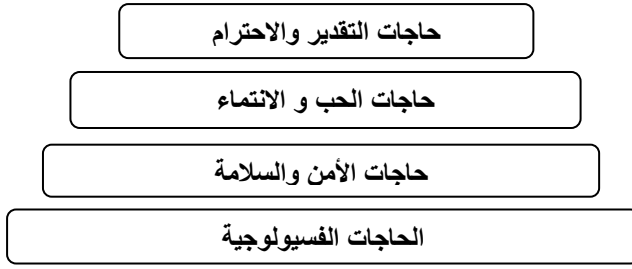 حاجات التقدير والاحترام
حاجات الحب و الانتماء
حاجات الأمن والسلامة
الحاجات الفسيولوجية